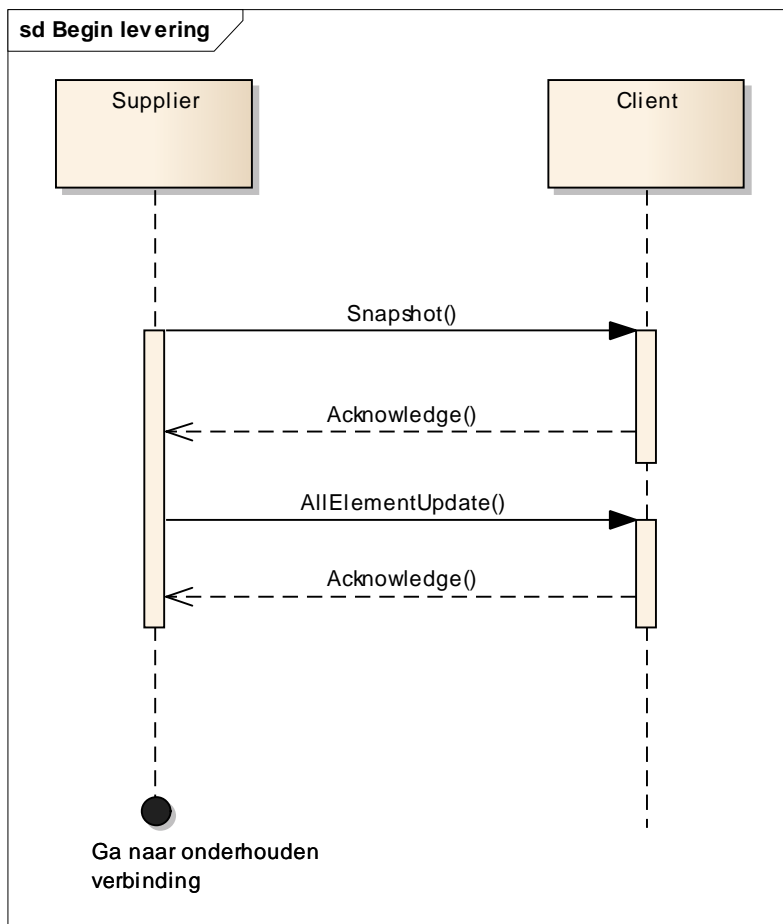 sd Begin levering
Supplier
Client
Snapshot()
Acknowledge()
AllElementUpdate()
Acknowledge()
Ga naar onderhouden
verbinding